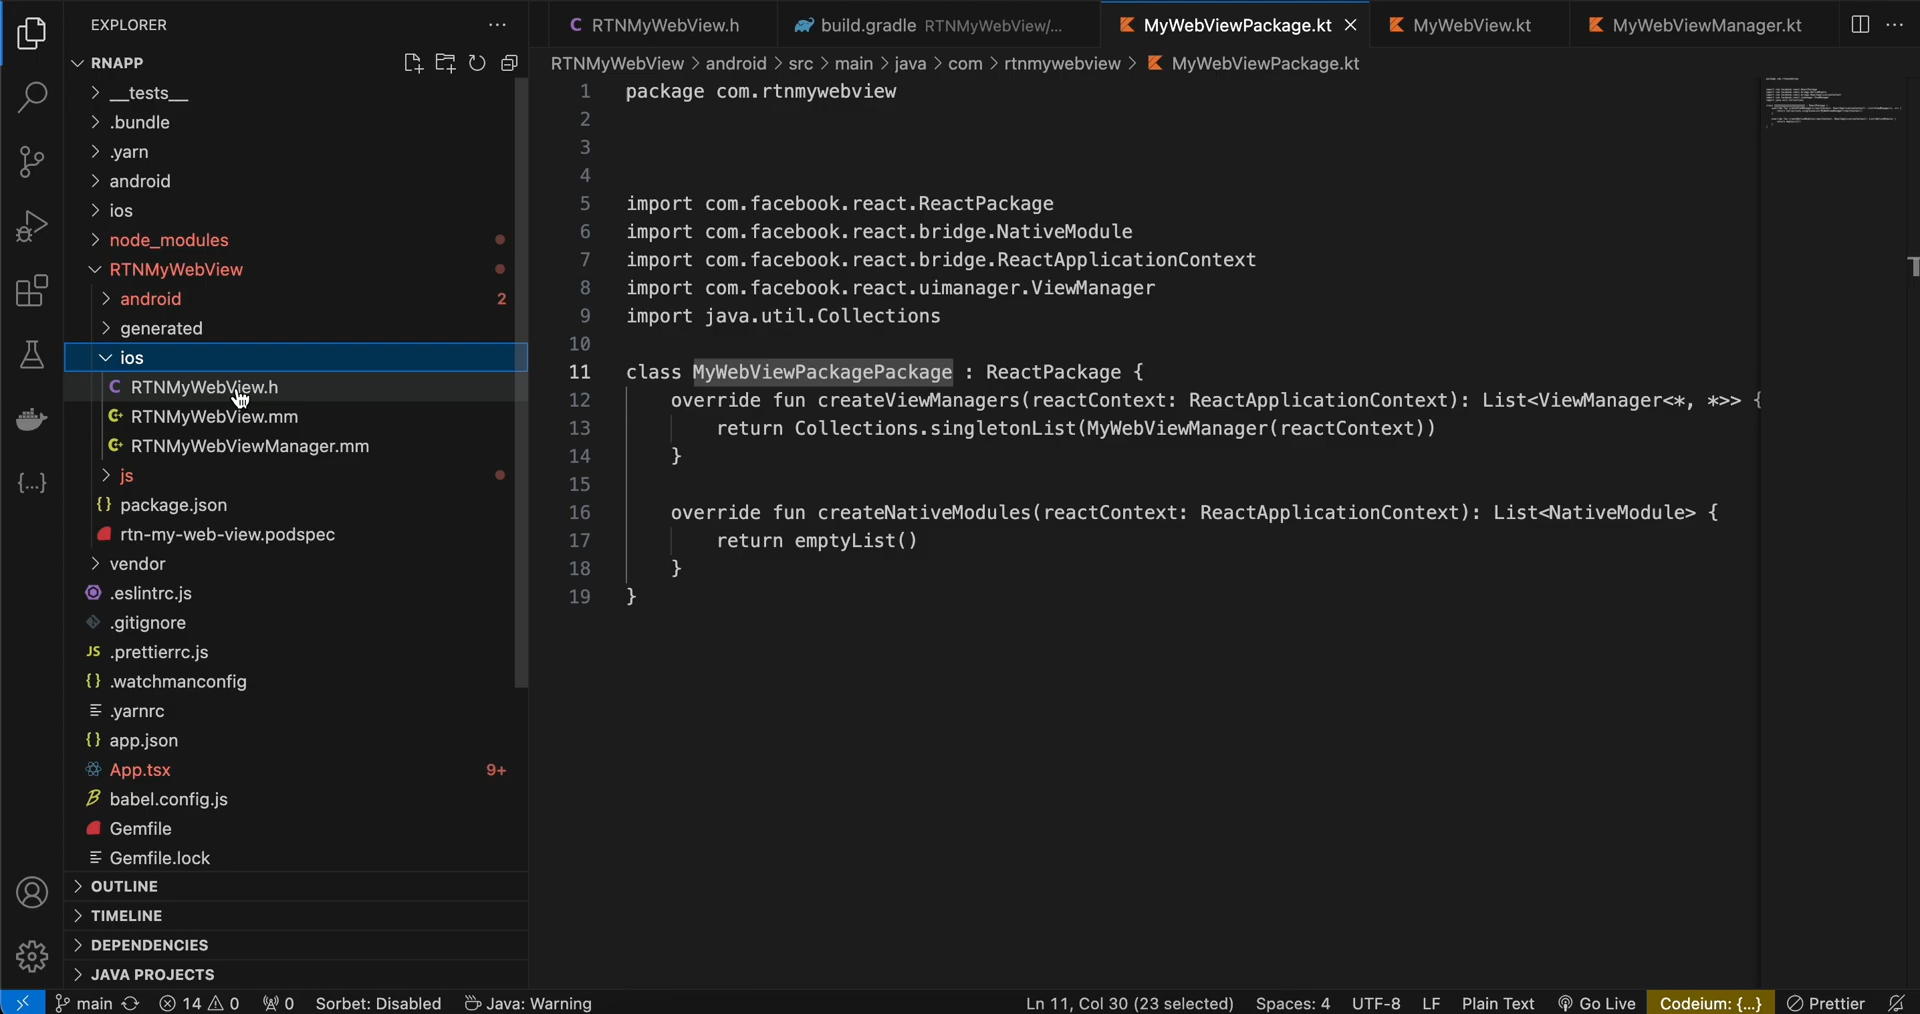 EXPLORER
RNAPP
__tests__
.bundle
.yarn
android
ios
node_modules
RTNMyWebView
android 2
generated
ios
C RTNMyWebView.h
RTNMyWebView.mm
RTNMyWebViewManager.mm
js
{} package.json
rtn-my-web-view.podspec
vendor
.eslintrc.js
.gitignore
JS .prettierrc.js
{} .watchmanconfig
.yarnrc
{} app.json
App.tsx 9+
babel.config.js
Gemfile
Gemfile.lock
OUTLINE
TIMELINE
DEPENDENCIES
JAVA PROJECTS
C RTNMyWebView.h build.gradle RTNMyWebView/... MyWebViewPackage.kt MyWebView.kt MyWebViewManager.kt
RTNMyWebView > android > src > main > java > com > rtnmywebview > MyWebViewPackage.kt
1 package com.rtnmywebview
2
3
4
5 import com.facebook.react.ReactPackage
6 import com.facebook.react.bridge.NativeModule
7 import com.facebook.react.bridge.ReactApplicationContext
8 import com.facebook.react.uimanager.ViewManager
9 import java.util.Collections
10
11 class MyWebViewPackagePackage : ReactPackage {
12 override fun createViewManagers(reactContext: ReactApplicationContext): List<ViewManager<*, *>> {
13 return Collections.singletonList(MyWebViewManager(reactContext))
14 }
15
16 override fun createNativeModules(reactContext: ReactApplicationContext): List<NativeModule> {
17 return emptyList()
18 }
19 }
main 14 0 0 Sorbet: Disabled Java: Warning Ln 11, Col 30 (23 selected) Spaces: 4 UTF-8 LF Plain Text Go Live Codeium: {...} Prettier